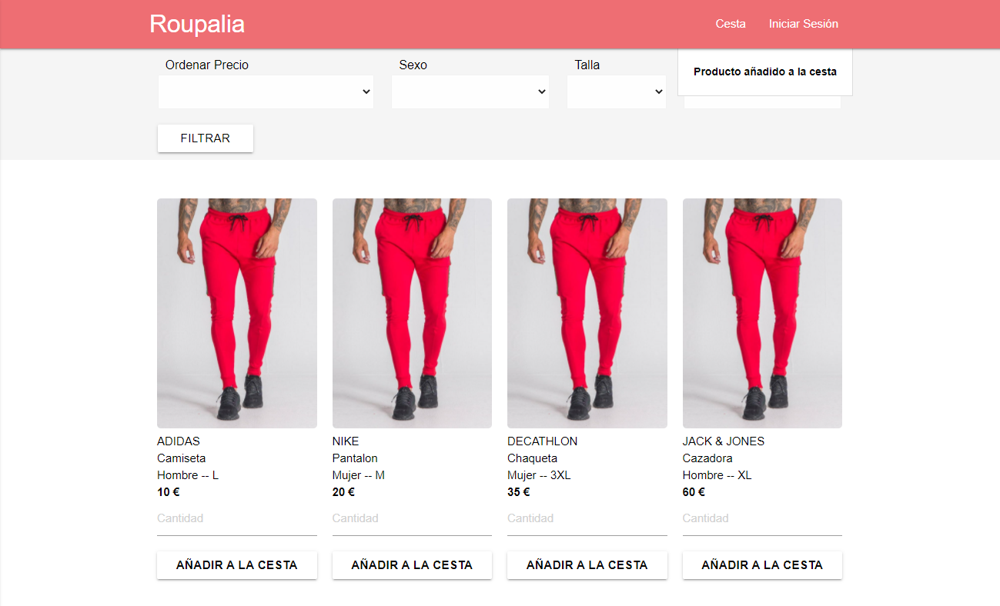 Roupalia
Cesta
Iniciar Sesión
Ordenar Precio
Sexo
Talla
Producto añadido a la cesta
FILTRAR
ADIDAS
Camiseta
Hombre -- L
10 €
Cantidad
AÑADIR A LA CESTA
NIKE
Pantalon
Mujer -- M
20 €
Cantidad
AÑADIR A LA CESTA
DECATHLON
Chaqueta
Mujer -- 3XL
35 €
Cantidad
AÑADIR A LA CESTA
JACK & JONES
Cazadora
Hombre -- XL
60 €
Cantidad
AÑADIR A LA CESTA